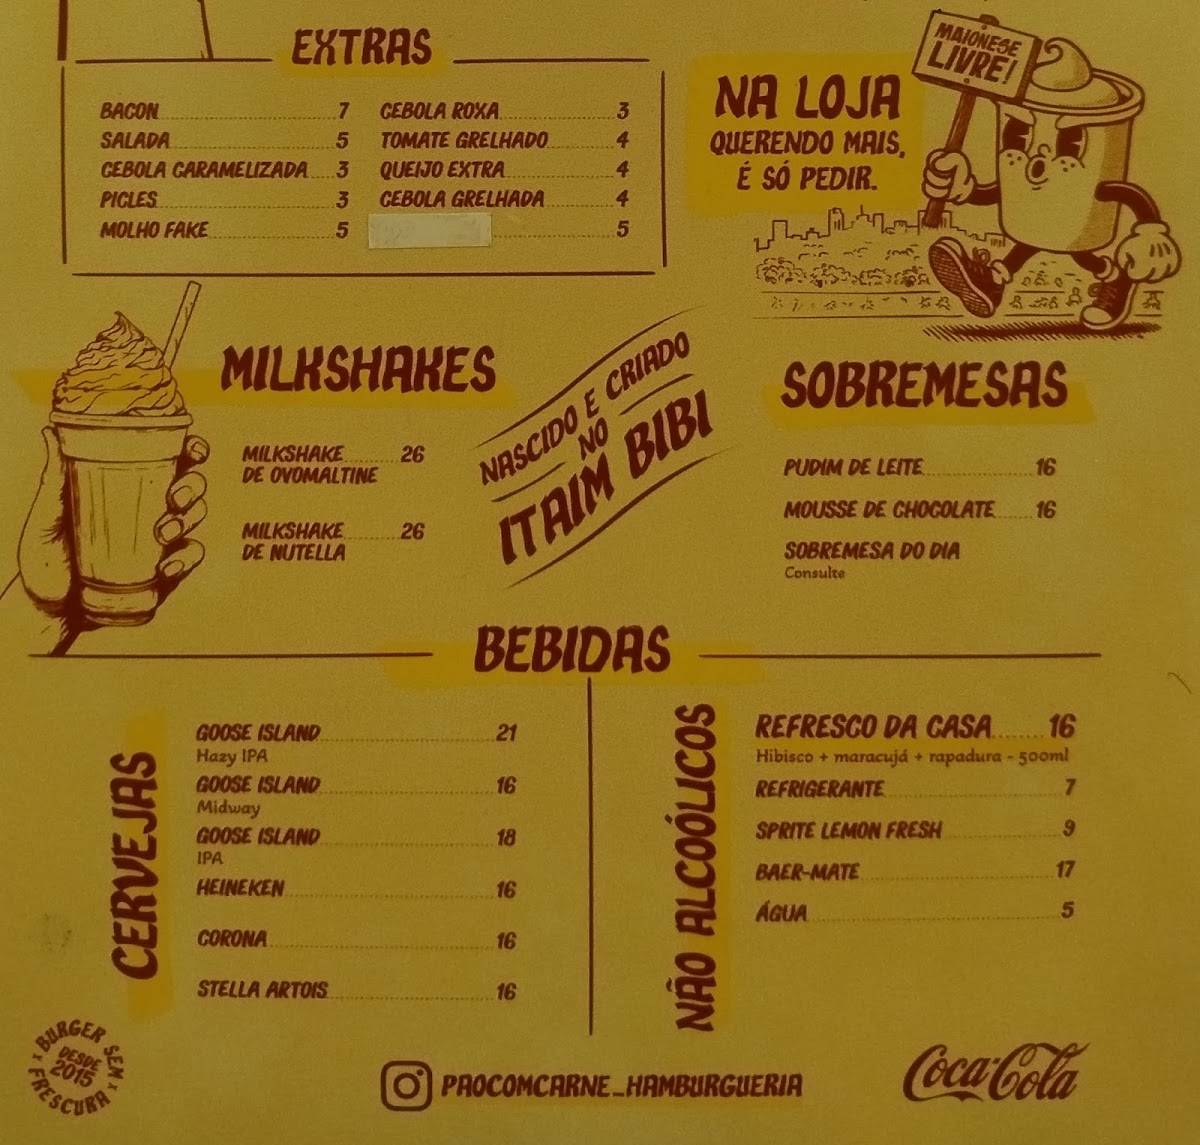 EXTRAS
BACON 7
SALADA 5
CEBOLA CARAMELIZADA 3
PICLES 3
MOLHO FAKE 5
CEBOLA ROXA 3
TOMATE GRELHADO 4
QUEIJO EXTRA 4
CEBOLA GRELHADA 4
5
MAIONESE
LIVRE!
NA LOJA
QUERENDO MAIS,
É SÓ PEDIR.
MILKSHAKES
MILKSHAKE 26
DE OVOMALTINE
MILKSHAKE 26
DE NUTELLA
NASCIDO E CRIADO
NO
ITAIM BIBI
SOBREMESAS
PUDIM DE LEITE 16
MOUSSE DE CHOCOLATE 16
SOBREMESA DO DIA
Consulte
BEBIDAS
CERVEJAS
GOOSE ISLAND 21
Hazy IPA
GOOSE ISLAND 16
Midway
GOOSE ISLAND 18
IPA
HEINEKEN 16
CORONA 16
STELLA ARTOIS 16
NÃO ALCOÓLICOS
REFRESCO DA CASA 16
Hibisco + maracujá + rapadura - 500ml
REFRIGERANTE 7
SPRITE LEMON FRESH 9
BAER-MATE 17
ÁGUA 5
x BURGER SEM x
FRESCURA
DESDE
2015
PAOCOMCARNE_HAMBURGUERIA
Coca-Cola